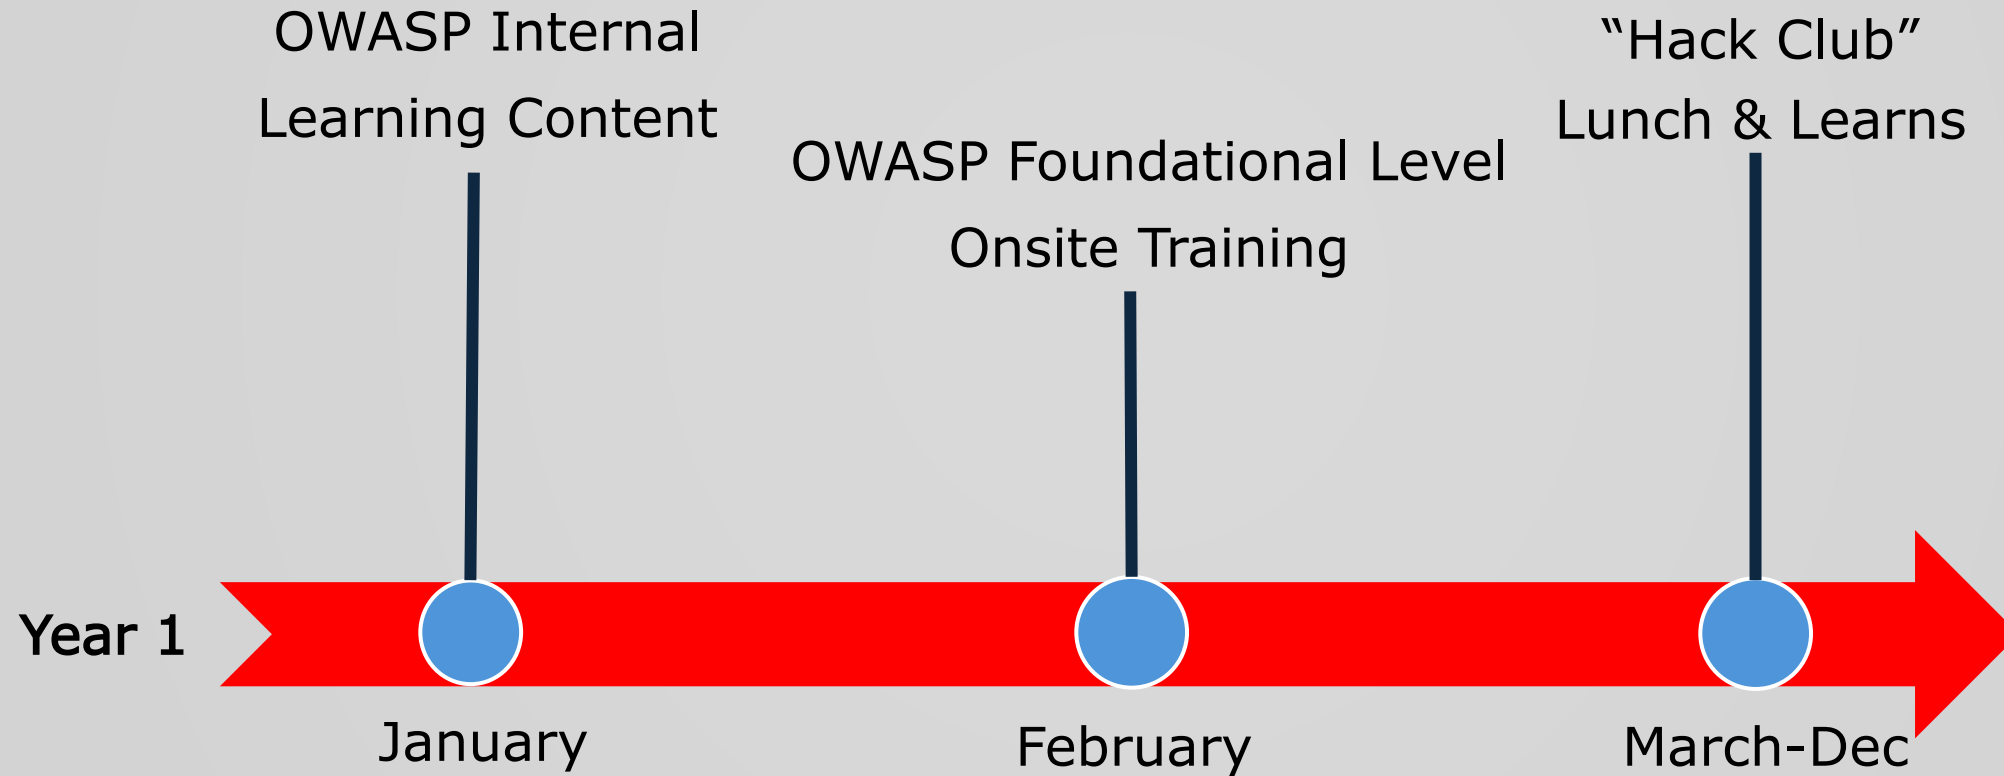 OWASP Internal
Learning Content
OWASP Foundational Level
Onsite Training
“Hack Club”
Lunch & Learns
Year 1
January
February
March-Dec